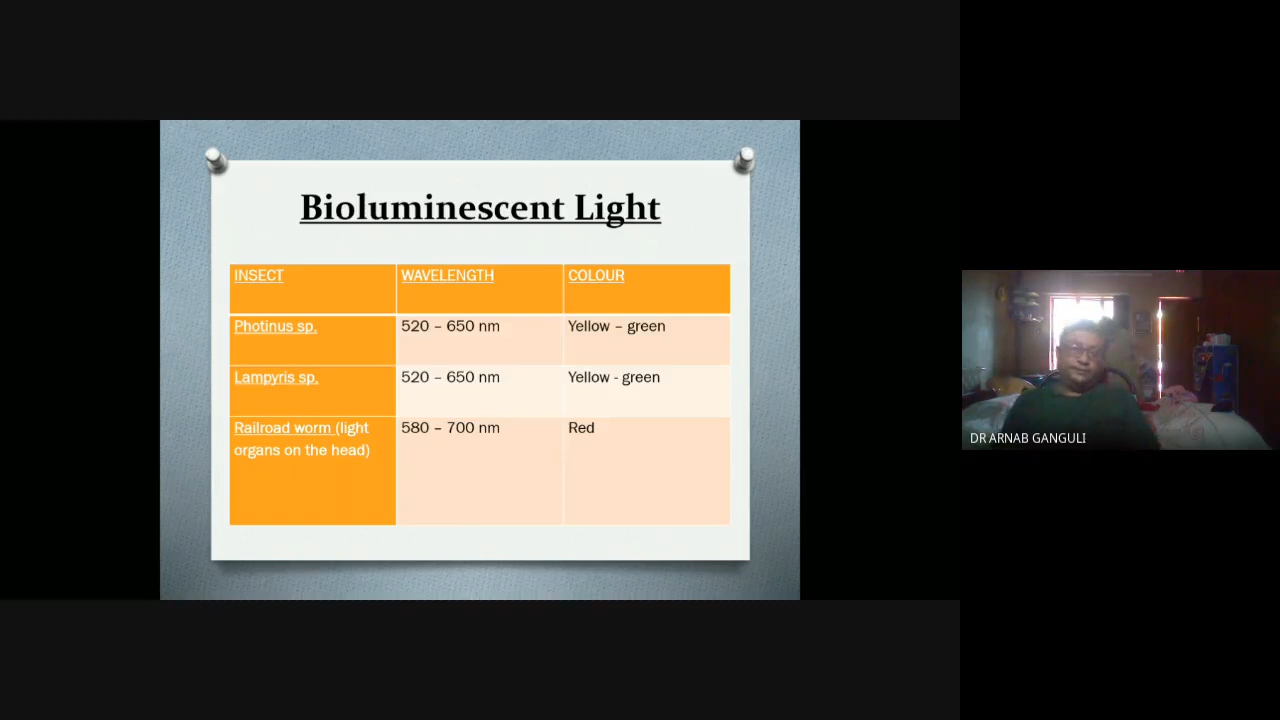 Bioluminescent Light
INSECT WAVELENGTH COLOUR
Photinus sp. 520 – 650 nm Yellow – green
Lampyris sp. 520 – 650 nm Yellow - green
Railroad worm (light 580 – 700 nm Red
organs on the head)
DR ARNAB GANGULI